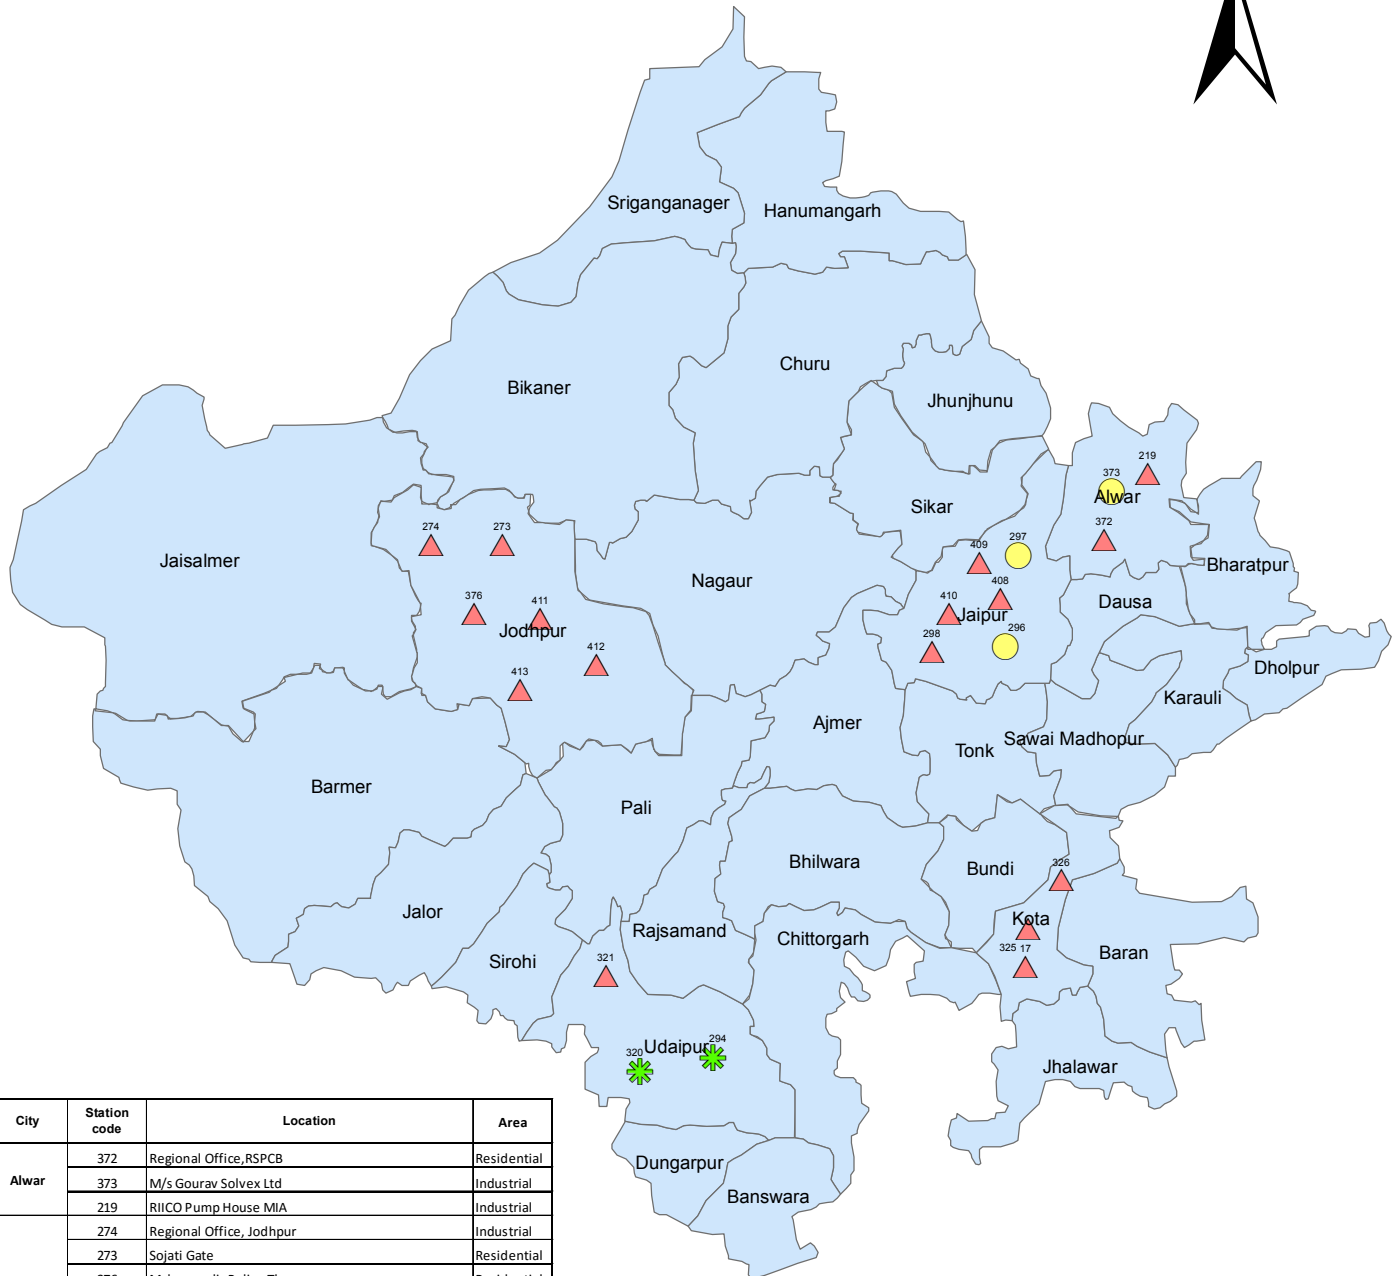 Sriganganager
Hanumangarh
Churu
Bikaner
Jhunjhunu
219
373
Alwar
Sikar
372
274
273
409
297
Jaisalmer
Bharatpur
Nagaur
376
411
408
Dausa
410
Jaipur
Jodhpur
298
296
412
Dholpur
413
Karauli
Ajmer
Sawai Madhopur
Tonk
Barmer
Pali
Bhilwara
326
Bundi
Jalor
Kota
Rajsamand
Chittorgarh
325 17
Baran
321
Sirohi
294
Udaipur
320
Jhalawar
Dungarpur
Banswara
City Station code Location Area
Alwar 372 Regional Office,RSPCB Residential
373 M/s Gourav Solvex Ltd Industrial
219 RIICO Pump House MIA Industrial
274 Regional Office, Jodhpur Industrial
273 Sojati Gate Residential